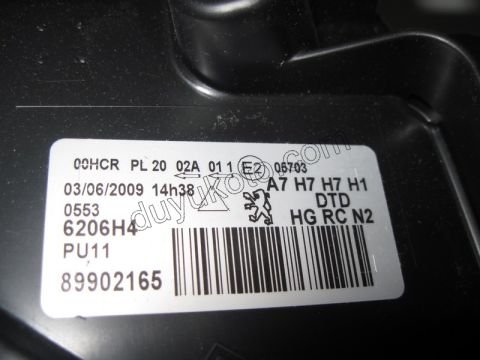 00HCR PL 20 02A 01 1 E2 05703
03/06/2009 14h38 A7 H7 H7 H1
0553 DTD
6206H4 HG RC N2
PU11
89902165
duyukoto.com